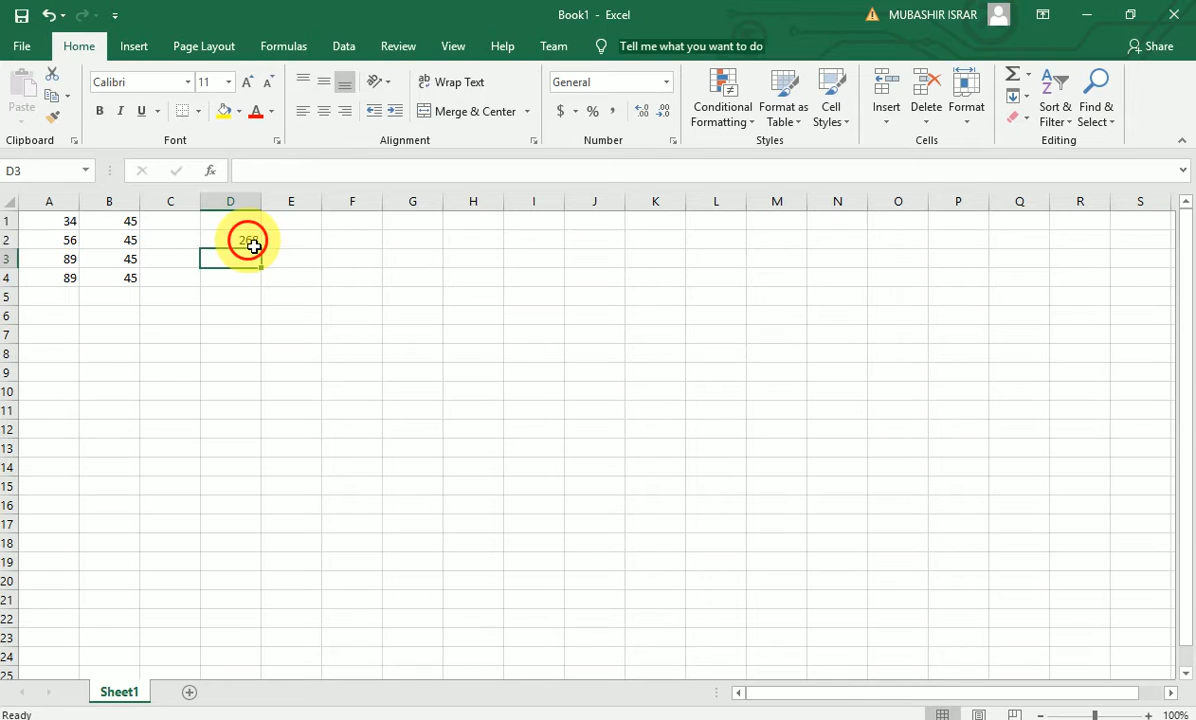 Book1 - Excel
MUBASHIR ISRAR
File Home Insert Page Layout Formulas Data Review View Help Team Tell me what you want to do Share
Paste Calibri 11 A A ab Wrap Text General Conditional Formatting Format as Table Cell Styles Insert Delete Format Σ Sort & Filter Find & Select
B I U A Merge & Center $ % ,
Clipboard Font Alignment Number Styles Cells Editing
D3 fx
A B C D E F G H I J K L M N O P Q R S
1 34 45
2 56 45 268
3 89 45
4 89 45
5
6
7
8
9
10
11
12
13
14
15
16
17
18
19
20
21
22
23
24
25
Sheet1
Ready 100%